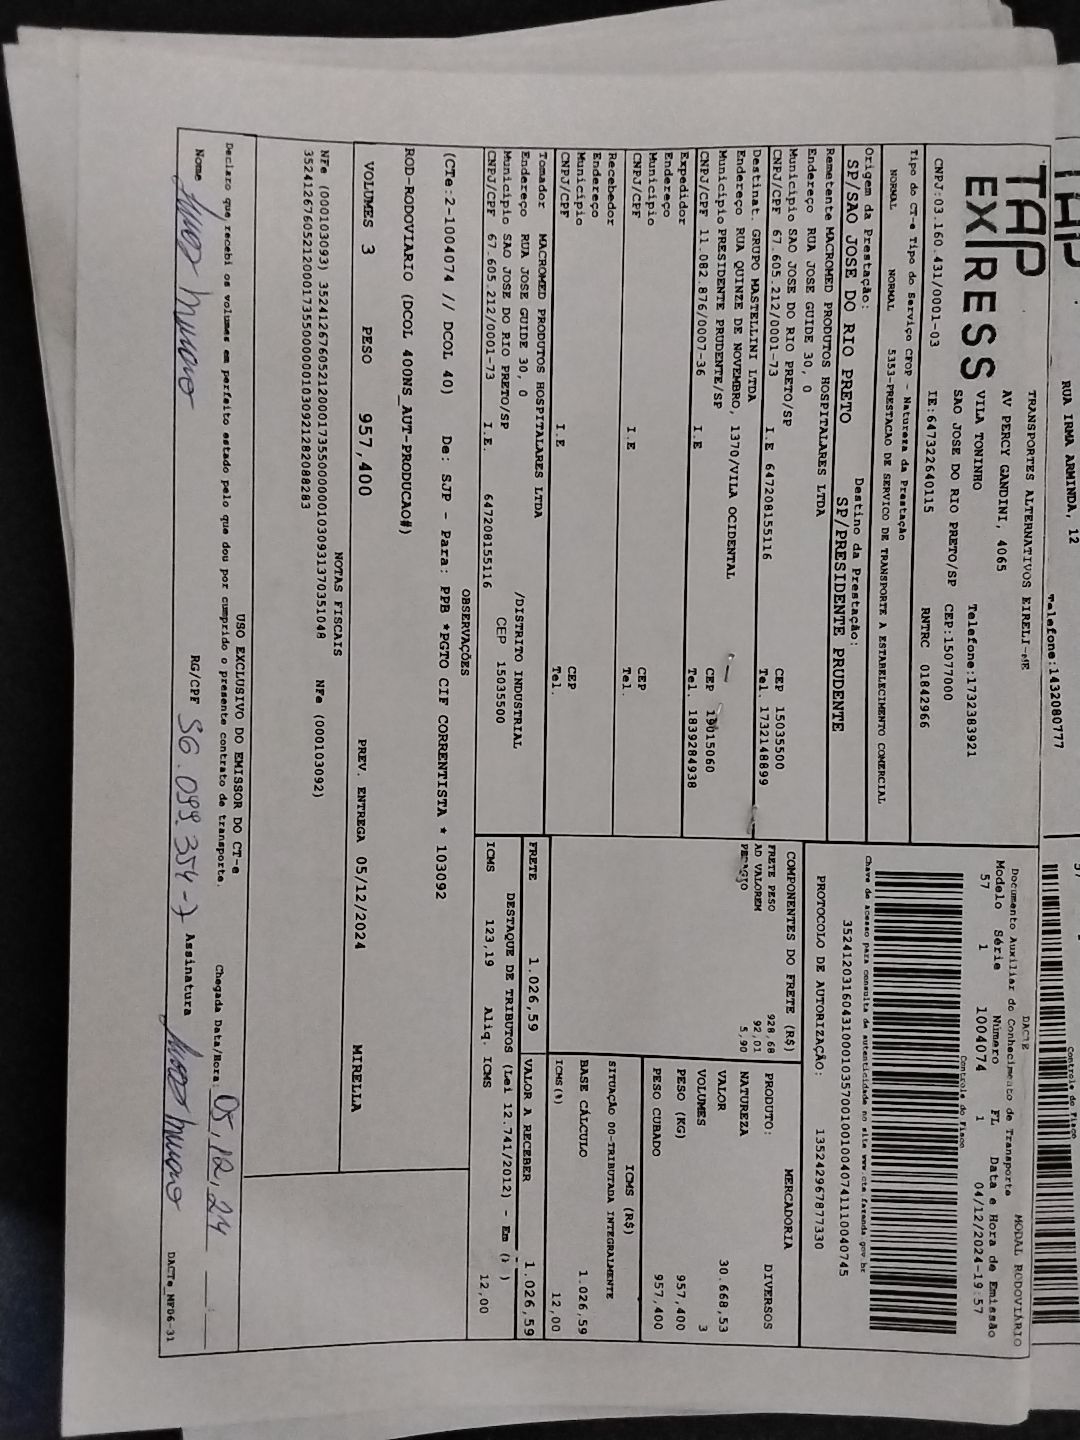 RUA IRMA ARMINDA, 12
Telefone:1432080777
Controle do Fisco
TAP
EXPRESS
TRANSPORTES ALTERNATIVOS EIRELI-ME
AV PERCY GANDINI, 4065
VILA TONINHO Telefone:1732383921
SAO JOSE DO RIO PRETO/SP CEP:15077000
CNPJ:03.160.431/0001-03 IE:647322640115 RNTRC 01842966
DACTE MODAL RODOVIÁRIO
Documento Auxiliar do Conhecimento de Transporte
Modelo Série Número FL Data e Hora de Emissão
57 1 1004074 1 04/12/2024-19:57
Controle do Fisco
Chave de acesso para consulta de autenticidade no site www.cte.fazenda.gov.br
35241203160431000103570010010040741110040745
PROTOCOLO DE AUTORIZAÇÃO: 135242967877330
Tipo do CT-e Tipo do Serviço CFOP - Natureza da Prestação
NORMAL NORMAL 5353-PRESTACAO DE SERVICO DE TRANSPORTE A ESTABELECIMENTO COMERCIAL
Origem da Prestação: Destino da Prestação:
SP/SAO JOSE DO RIO PRETO SP/PRESIDENTE PRUDENTE
Remetente MACROMED PRODUTOS HOSPITALARES LTDA
Endereço RUA JOSE GUIDE 30, 0
Município SAO JOSE DO RIO PRETO/SP CEP 15035500
CNPJ/CPF 67.605.212/0001-73 I.E 647208155116 Tel. 1732148899
Destinat. GRUPO MASTELLINI LTDA
Endereço RUA QUINZE DE NOVEMBRO, 1370/VILA OCIDENTAL
Município PRESIDENTE PRUDENTE/SP CEP 19015060
CNPJ/CPF 11.082.876/0007-36 I.E Tel. 1839284938
Expedidor
Endereço
Município CEP
CNPJ/CPF I.E Tel.
Recebedor
Endereço
Município CEP
CNPJ/CPF I.E Tel.
Tomador MACROMED PRODUTOS HOSPITALARES LTDA
Endereço RUA JOSE GUIDE 30, 0 /DISTRITO INDUSTRIAL
Município SAO JOSE DO RIO PRETO/SP CEP 15035500
CNPJ/CPF 67.605.212/0001-73 I.E. 647208155116
COMPONENTES DO FRETE (R$)
FRETE PESO 928,68
AD VALOREM 92,01
PEDAGIO 5,90
MERCADORIA
PRODUTO: DIVERSOS
NATUREZA
VALOR 30.668,53
VOLUMES 3
PESO (KG) 957,400
PESO CUBADO 957,400
ICMS (R$)
SITUAÇÃO 00-TRIBUTADA INTEGRALMENTE
BASE CÁLCULO 1.026,59
ICMS(%) 12,00
FRETE 1.026,59 VALOR A RECEBER 1.026,59
DESTAQUE DE TRIBUTOS (Lei 12.741/2012) - Em (% )
ICMS 123,19 Aliq. ICMS 12,00
OBSERVAÇÕES
(CTe:2-1004074 // DCOL 40) De: SJP - Para: PPB *PGTO CIF CORRENTISTA * 103092
ROD-RODOVIARIO (DCOL 400NS_AUT-PRODUCAO#)
VOLUMES 3 PESO 957,400 PREV. ENTREGA 05/12/2024 MIRELLA
NOTAS FISCAIS
NFe (000103093) 35241267605212000173550000001030931370351048 NFe (000103092)
35241267605212000173550000001030921282088283
USO EXCLUSIVO DO EMISSOR DO CT-e
Declaro que recebi os volumes em perfeito estado pelo que dou por cumprido o presente contrato de transporte. Chegada Data/Hora: 05, 12, 24
Nome RG/CPF 56.099.354-7 Assinatura
DACTe_NF06-31